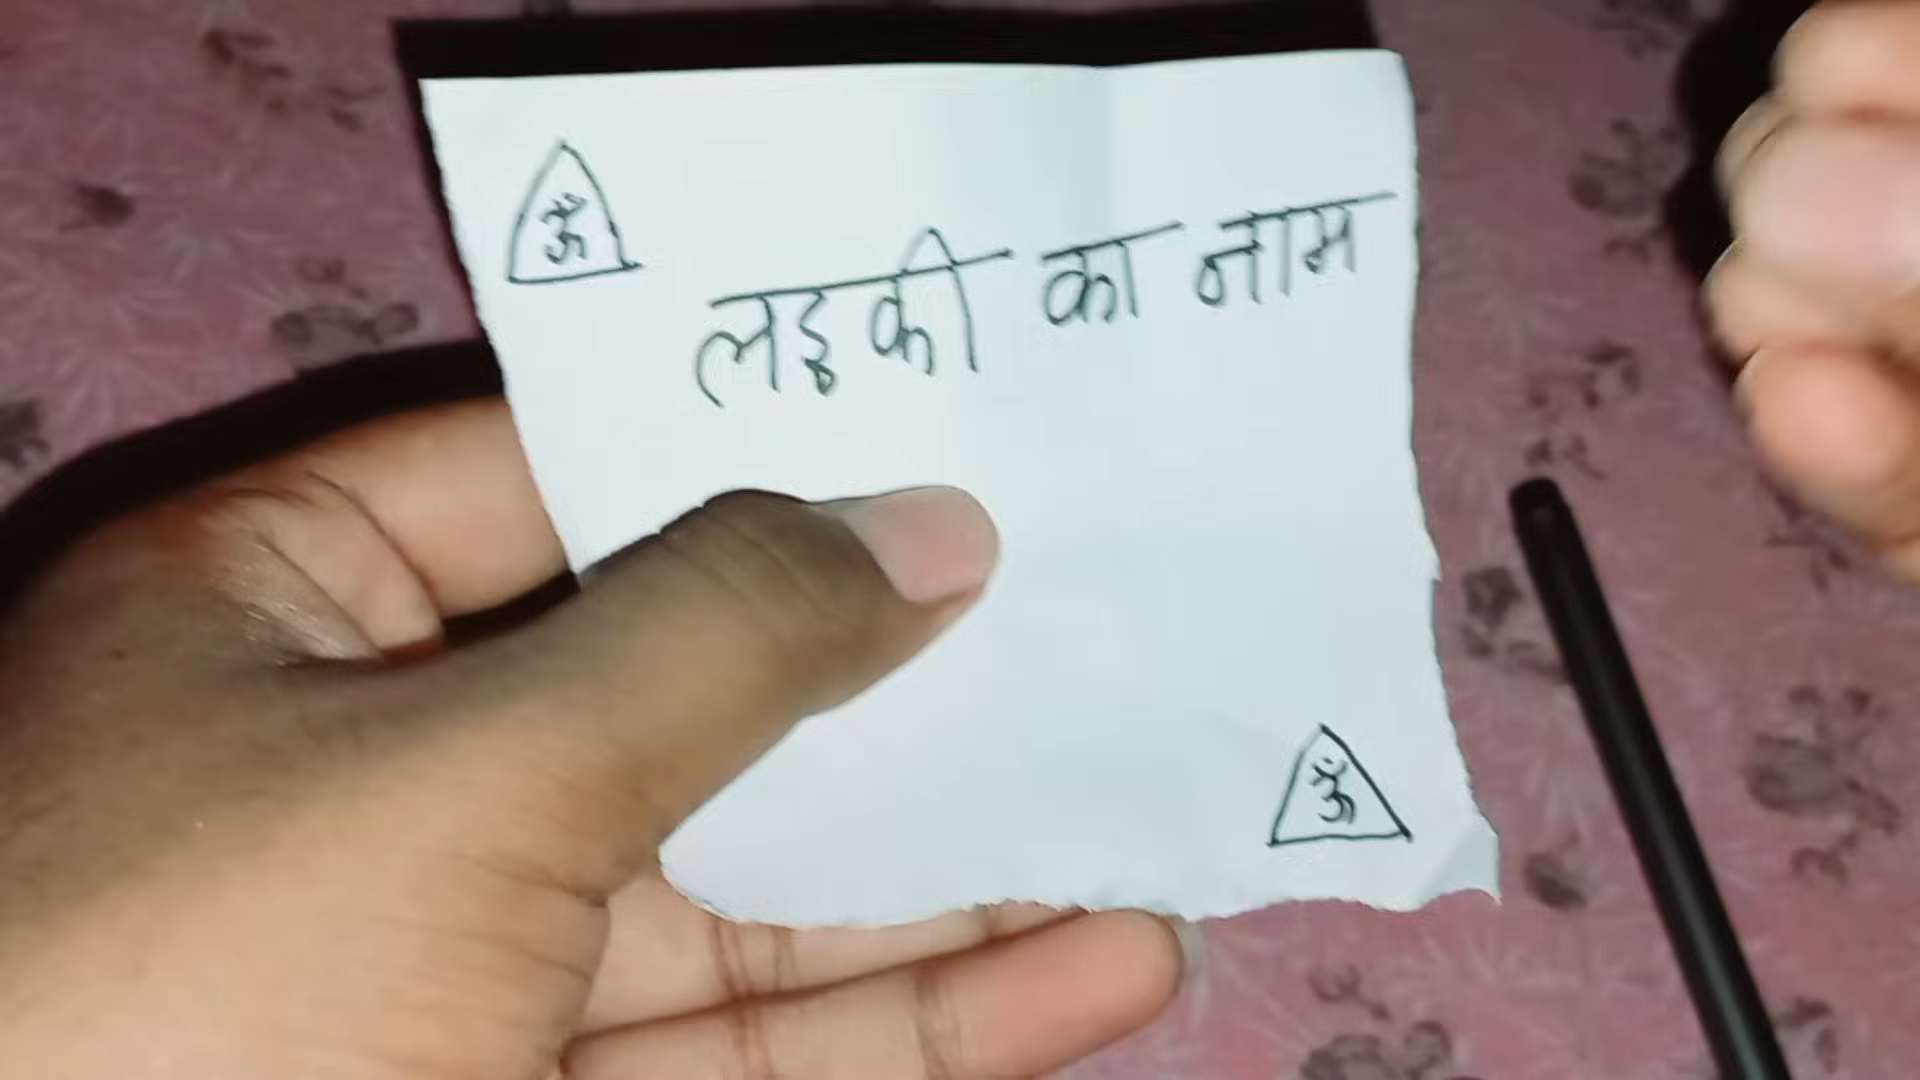 ॐ
लड़की का नाम
ॐ